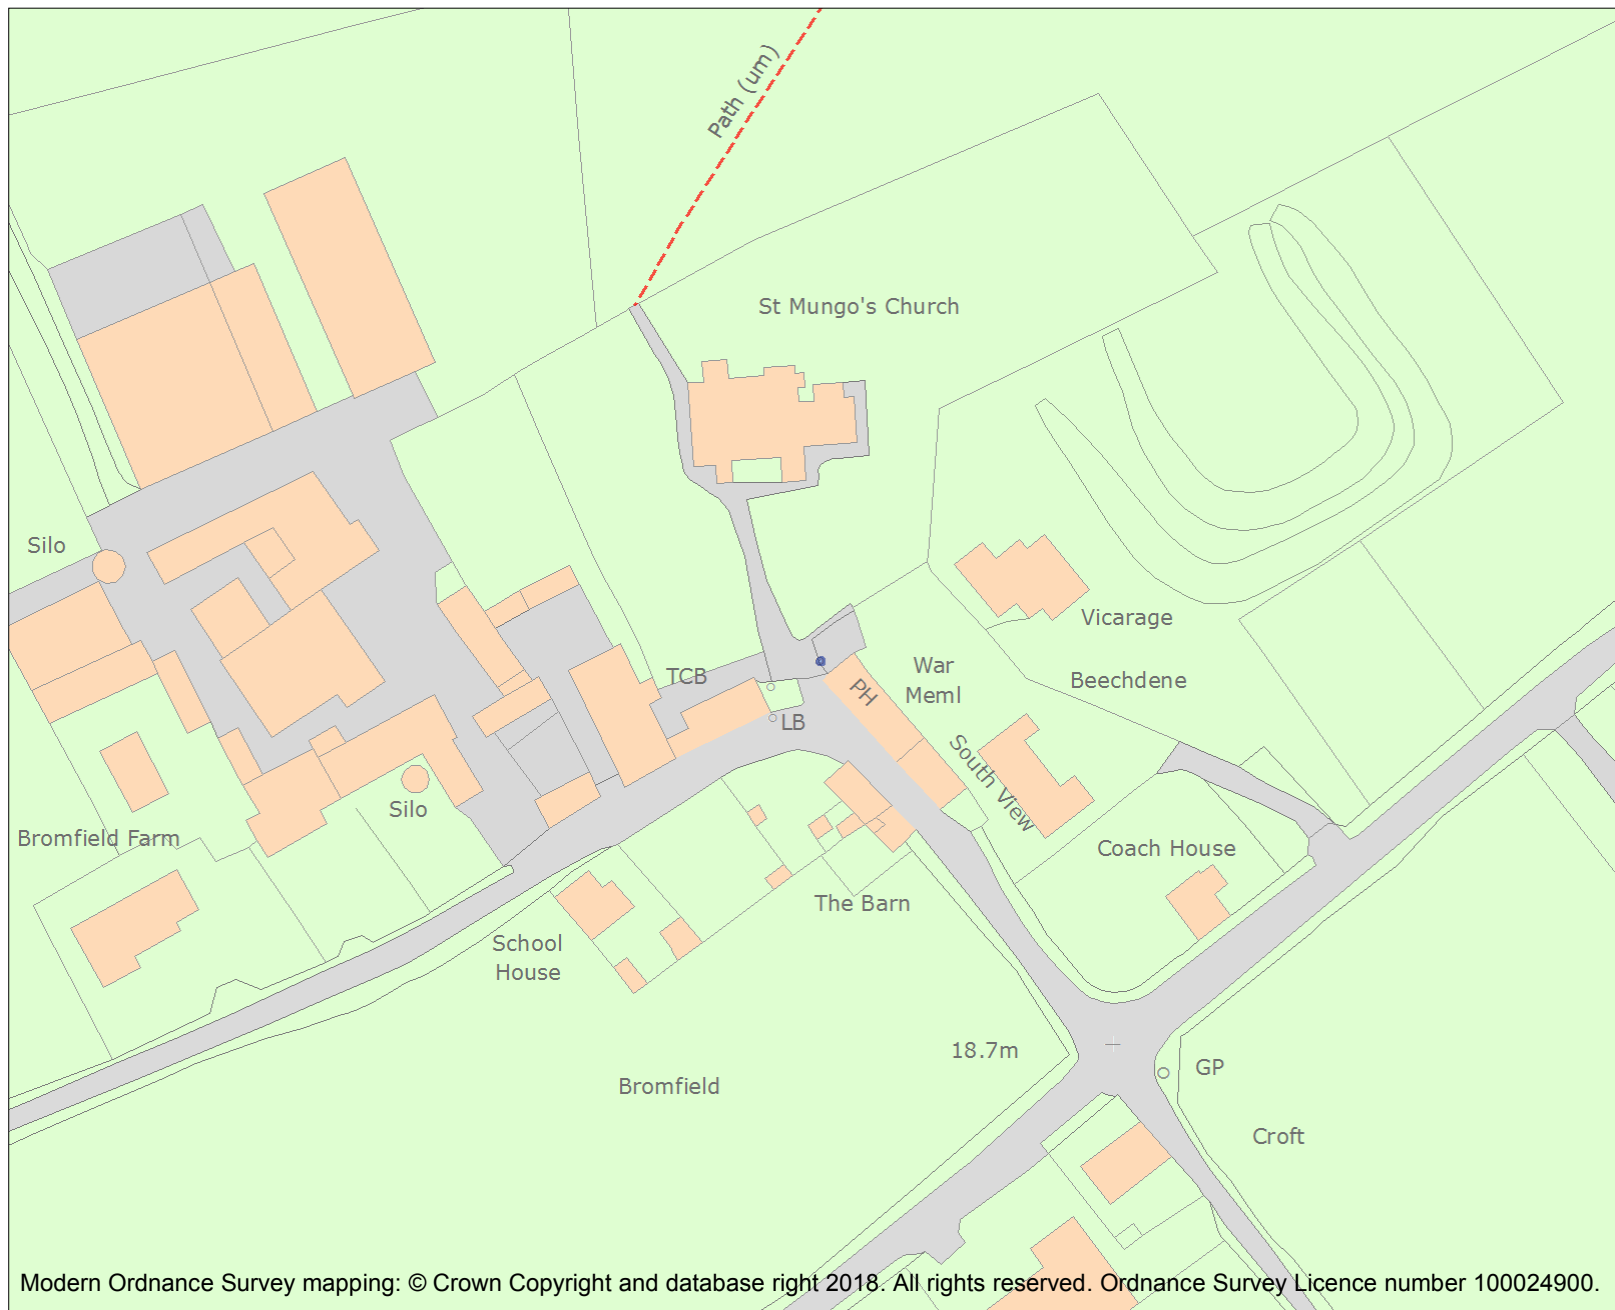 Path (um)
St Mungo's Church
Silo
Vicarage
War
Meml
TCB
Beechdene
PH
LB
South View
Silo
Bromfield Farm
Coach House
The Barn
School
House
18.7m
GP
Bromfield
Croft
Modern Ordnance Survey mapping: © Crown Copyright and database right 2018. All rights reserved. Ordnance Survey Licence number 100024900.